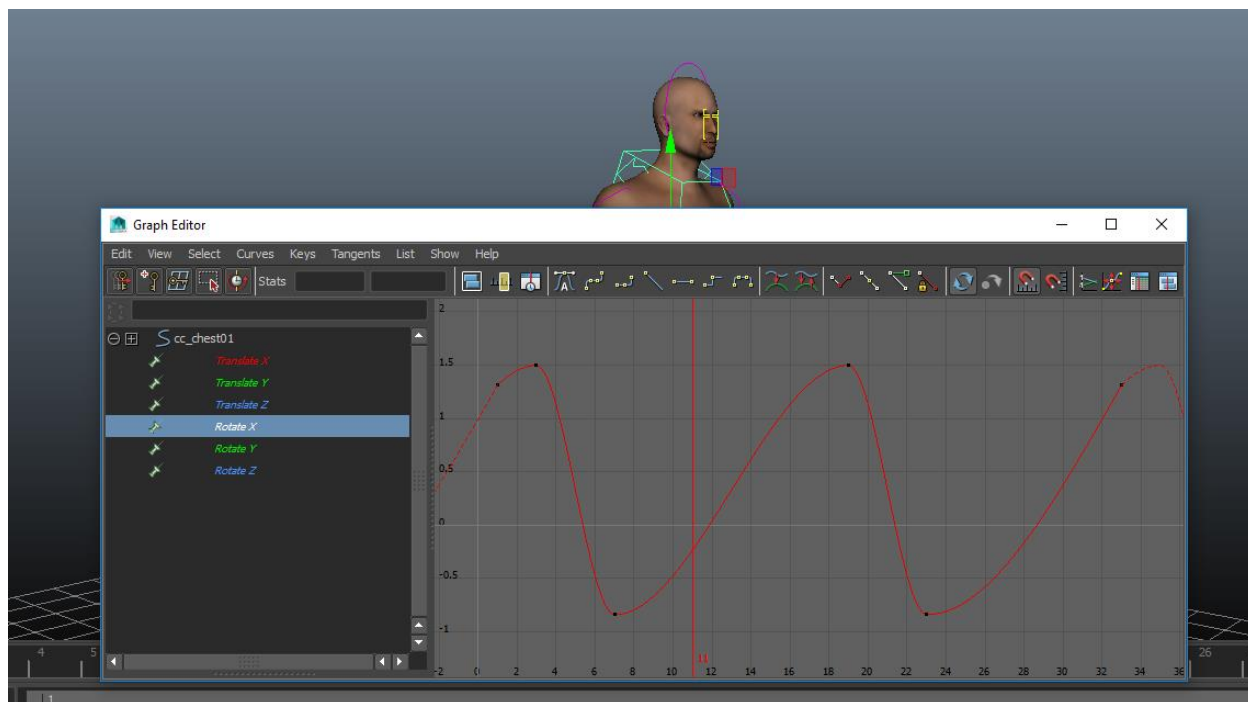 Graph Editor
Edit View Select Curves Keys Tangents List Show Help
Stats
cc_chest01
Translate X
Translate Y
Translate Z
Rotate X
Rotate Y
Rotate Z
2
1.5
1
0.5
0
-0.5
-1
11
-2 0 2 4 6 8 10 12 14 16 18 20 22 24 26 28 30 32 34 36
4 5 26
1